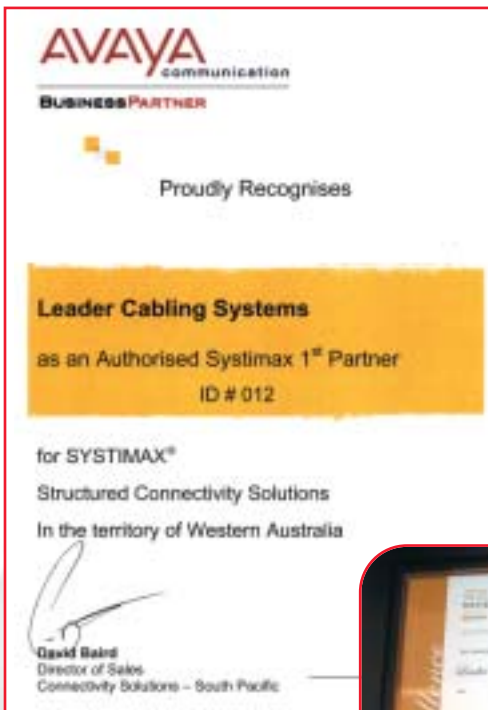 AVAYA
communication
BUSINESSPARTNER
Proudly Recognises
Leader Cabling Systems
as an Authorised Systimax 1st Partner
ID # 012
for SYSTIMAX®
Structured Connectivity Solutions
In the territory of Western Australia
David Baird
Director of Sales
Connectivity Solutions – South Pacific